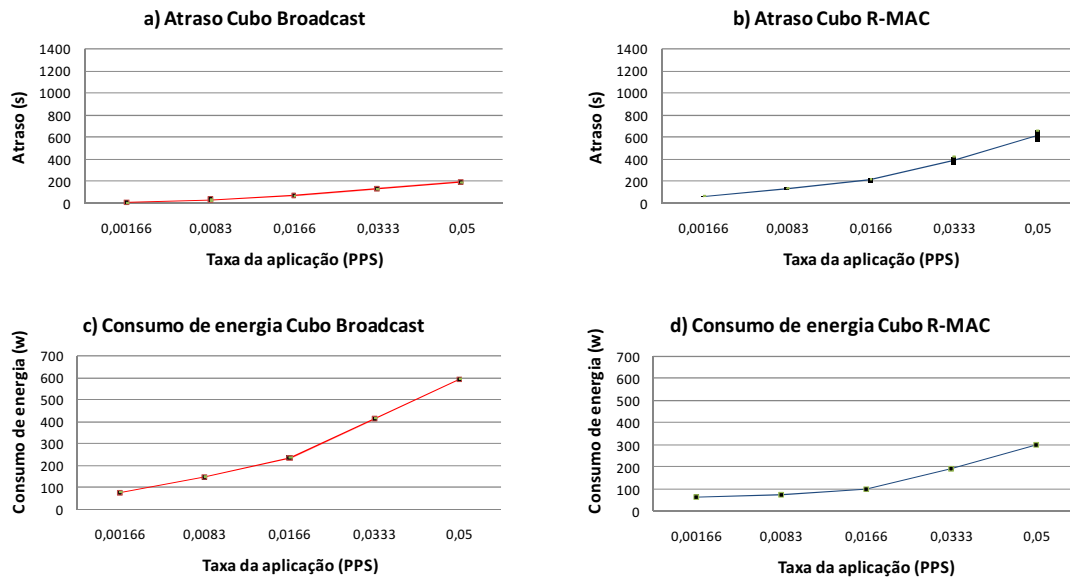 a) Atraso Cubo Broadcast
Atraso (s)
1400
1200
1000
800
600
400
200
0
0,00166 0,0083 0,0166 0,0333 0,05
Taxa da aplicação (PPS)
b) Atraso Cubo R-MAC
Atraso (s)
1400
1200
1000
800
600
400
200
0
0,00166 0,0083 0,0166 0,0333 0,05
Taxa da aplicação (PPS)
c) Consumo de energia Cubo Broadcast
Consumo de energia (w)
700
600
500
400
300
200
100
0
0,00166 0,0083 0,0166 0,0333 0,05
Taxa da aplicação (PPS)
d) Consumo de energia Cubo R-MAC
Consumo de energia (w)
700
600
500
400
300
200
100
0
0,00166 0,0083 0,0166 0,0333 0,05
Taxa da aplicação (PPS)